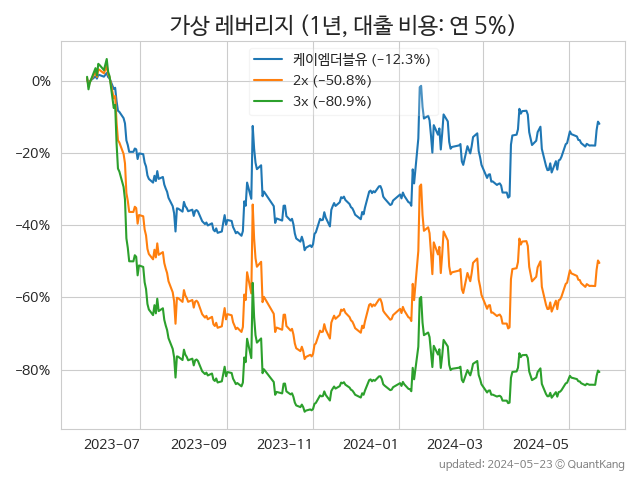 가상 레버리지 (1년, 대출 비용: 연 5%)
케이엠더블유 (−12.3%)
2x (−50.8%)
3x (−80.9%)
0%
−20%
−40%
−60%
−80%
2023-07 2023-09 2023-11 2024-01 2024-03 2024-05
updated: 2024-05-23 © QuantKang